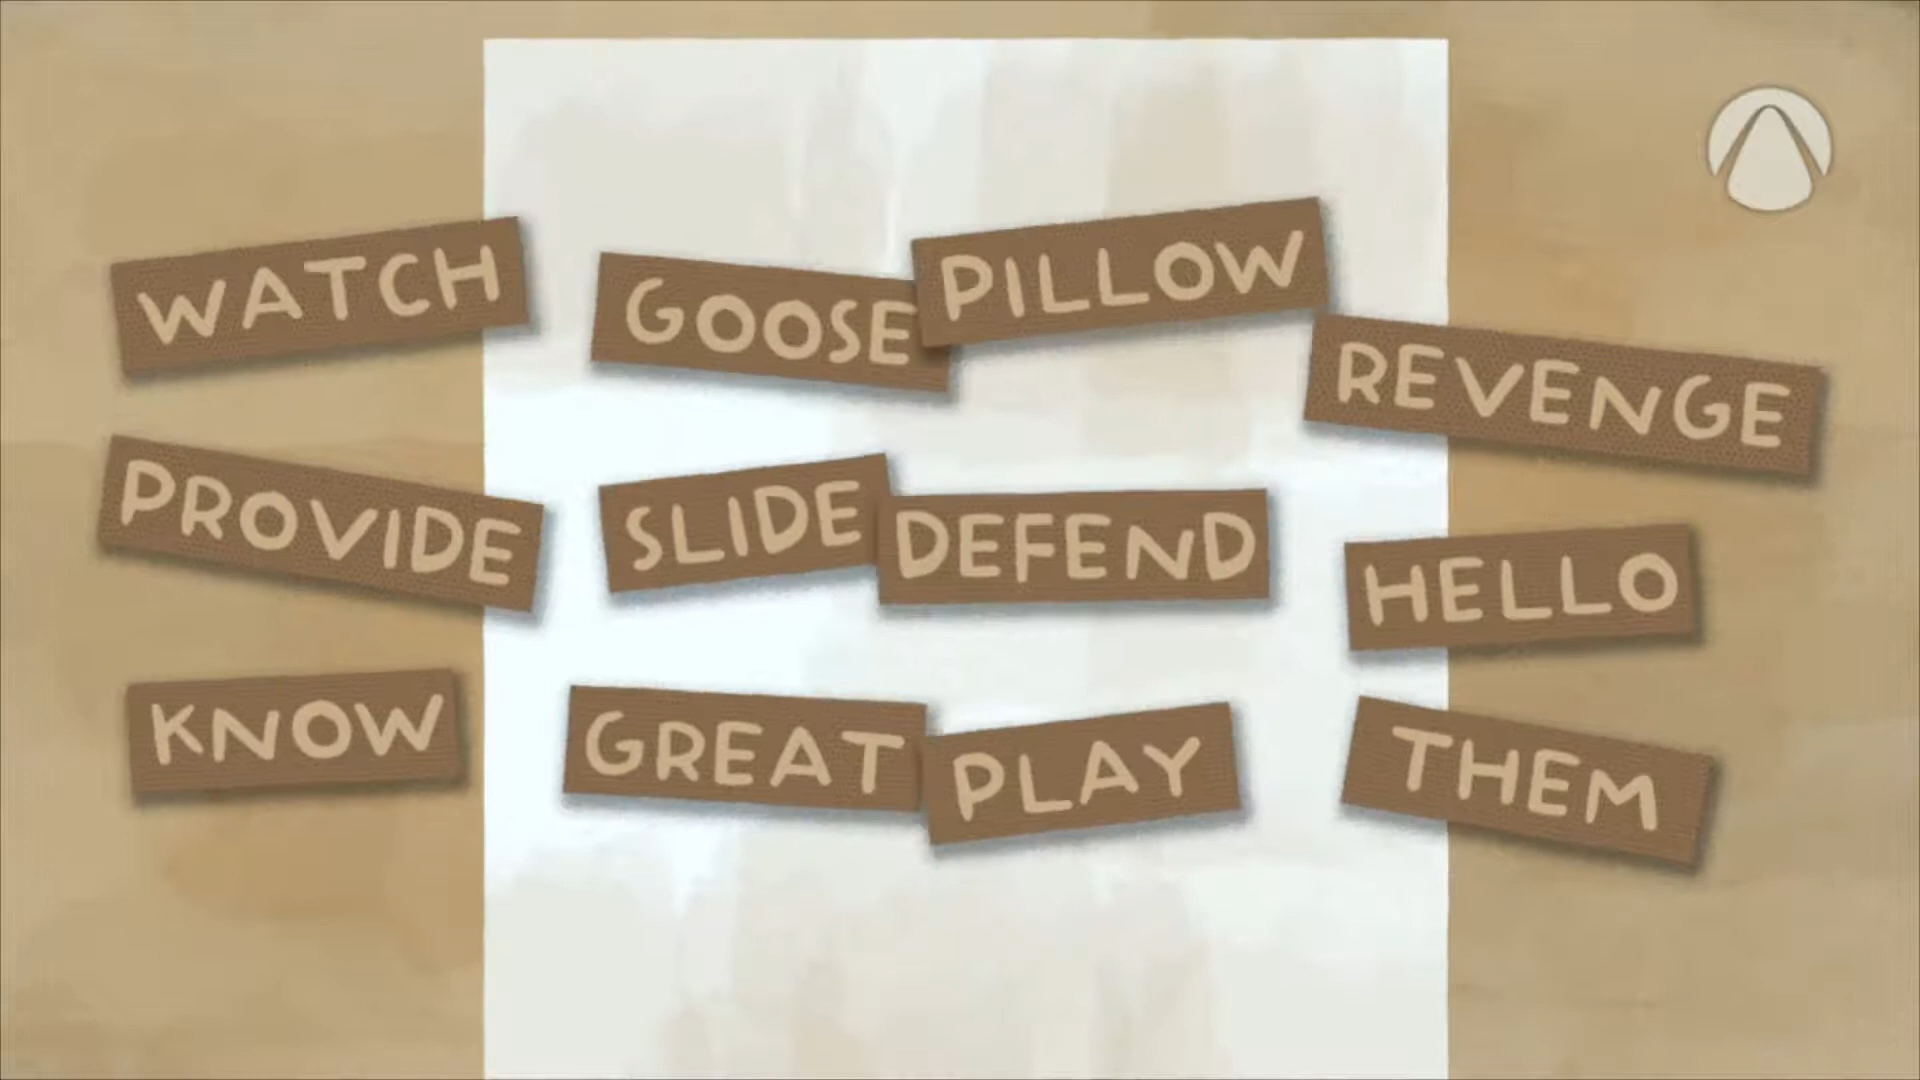 WATCH GOOSE PILLOW REVENGE
PROVIDE SLIDE DEFEND HELLO
KNOW GREAT PLAY THEM